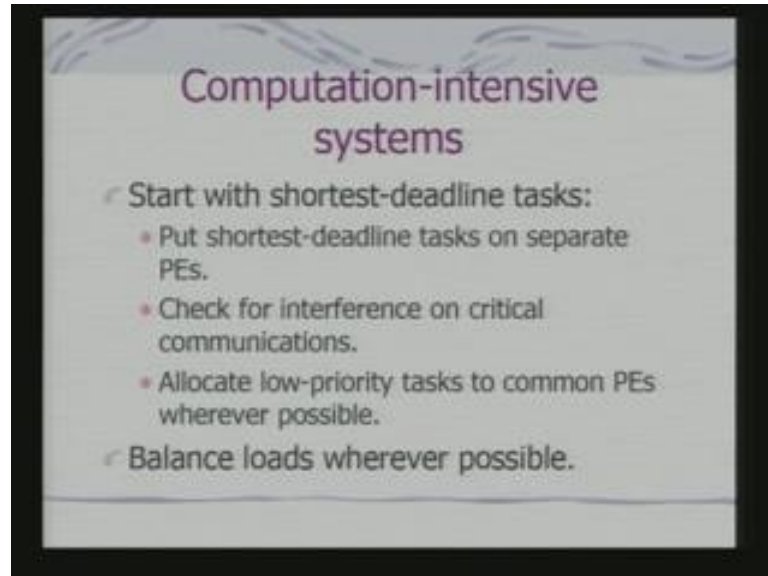 Computation-intensive
systems
Start with shortest-deadline tasks:
Put shortest-deadline tasks on separate
PEs.
Check for interference on critical
communications.
Allocate low-priority tasks to common PEs
wherever possible.
Balance loads wherever possible.